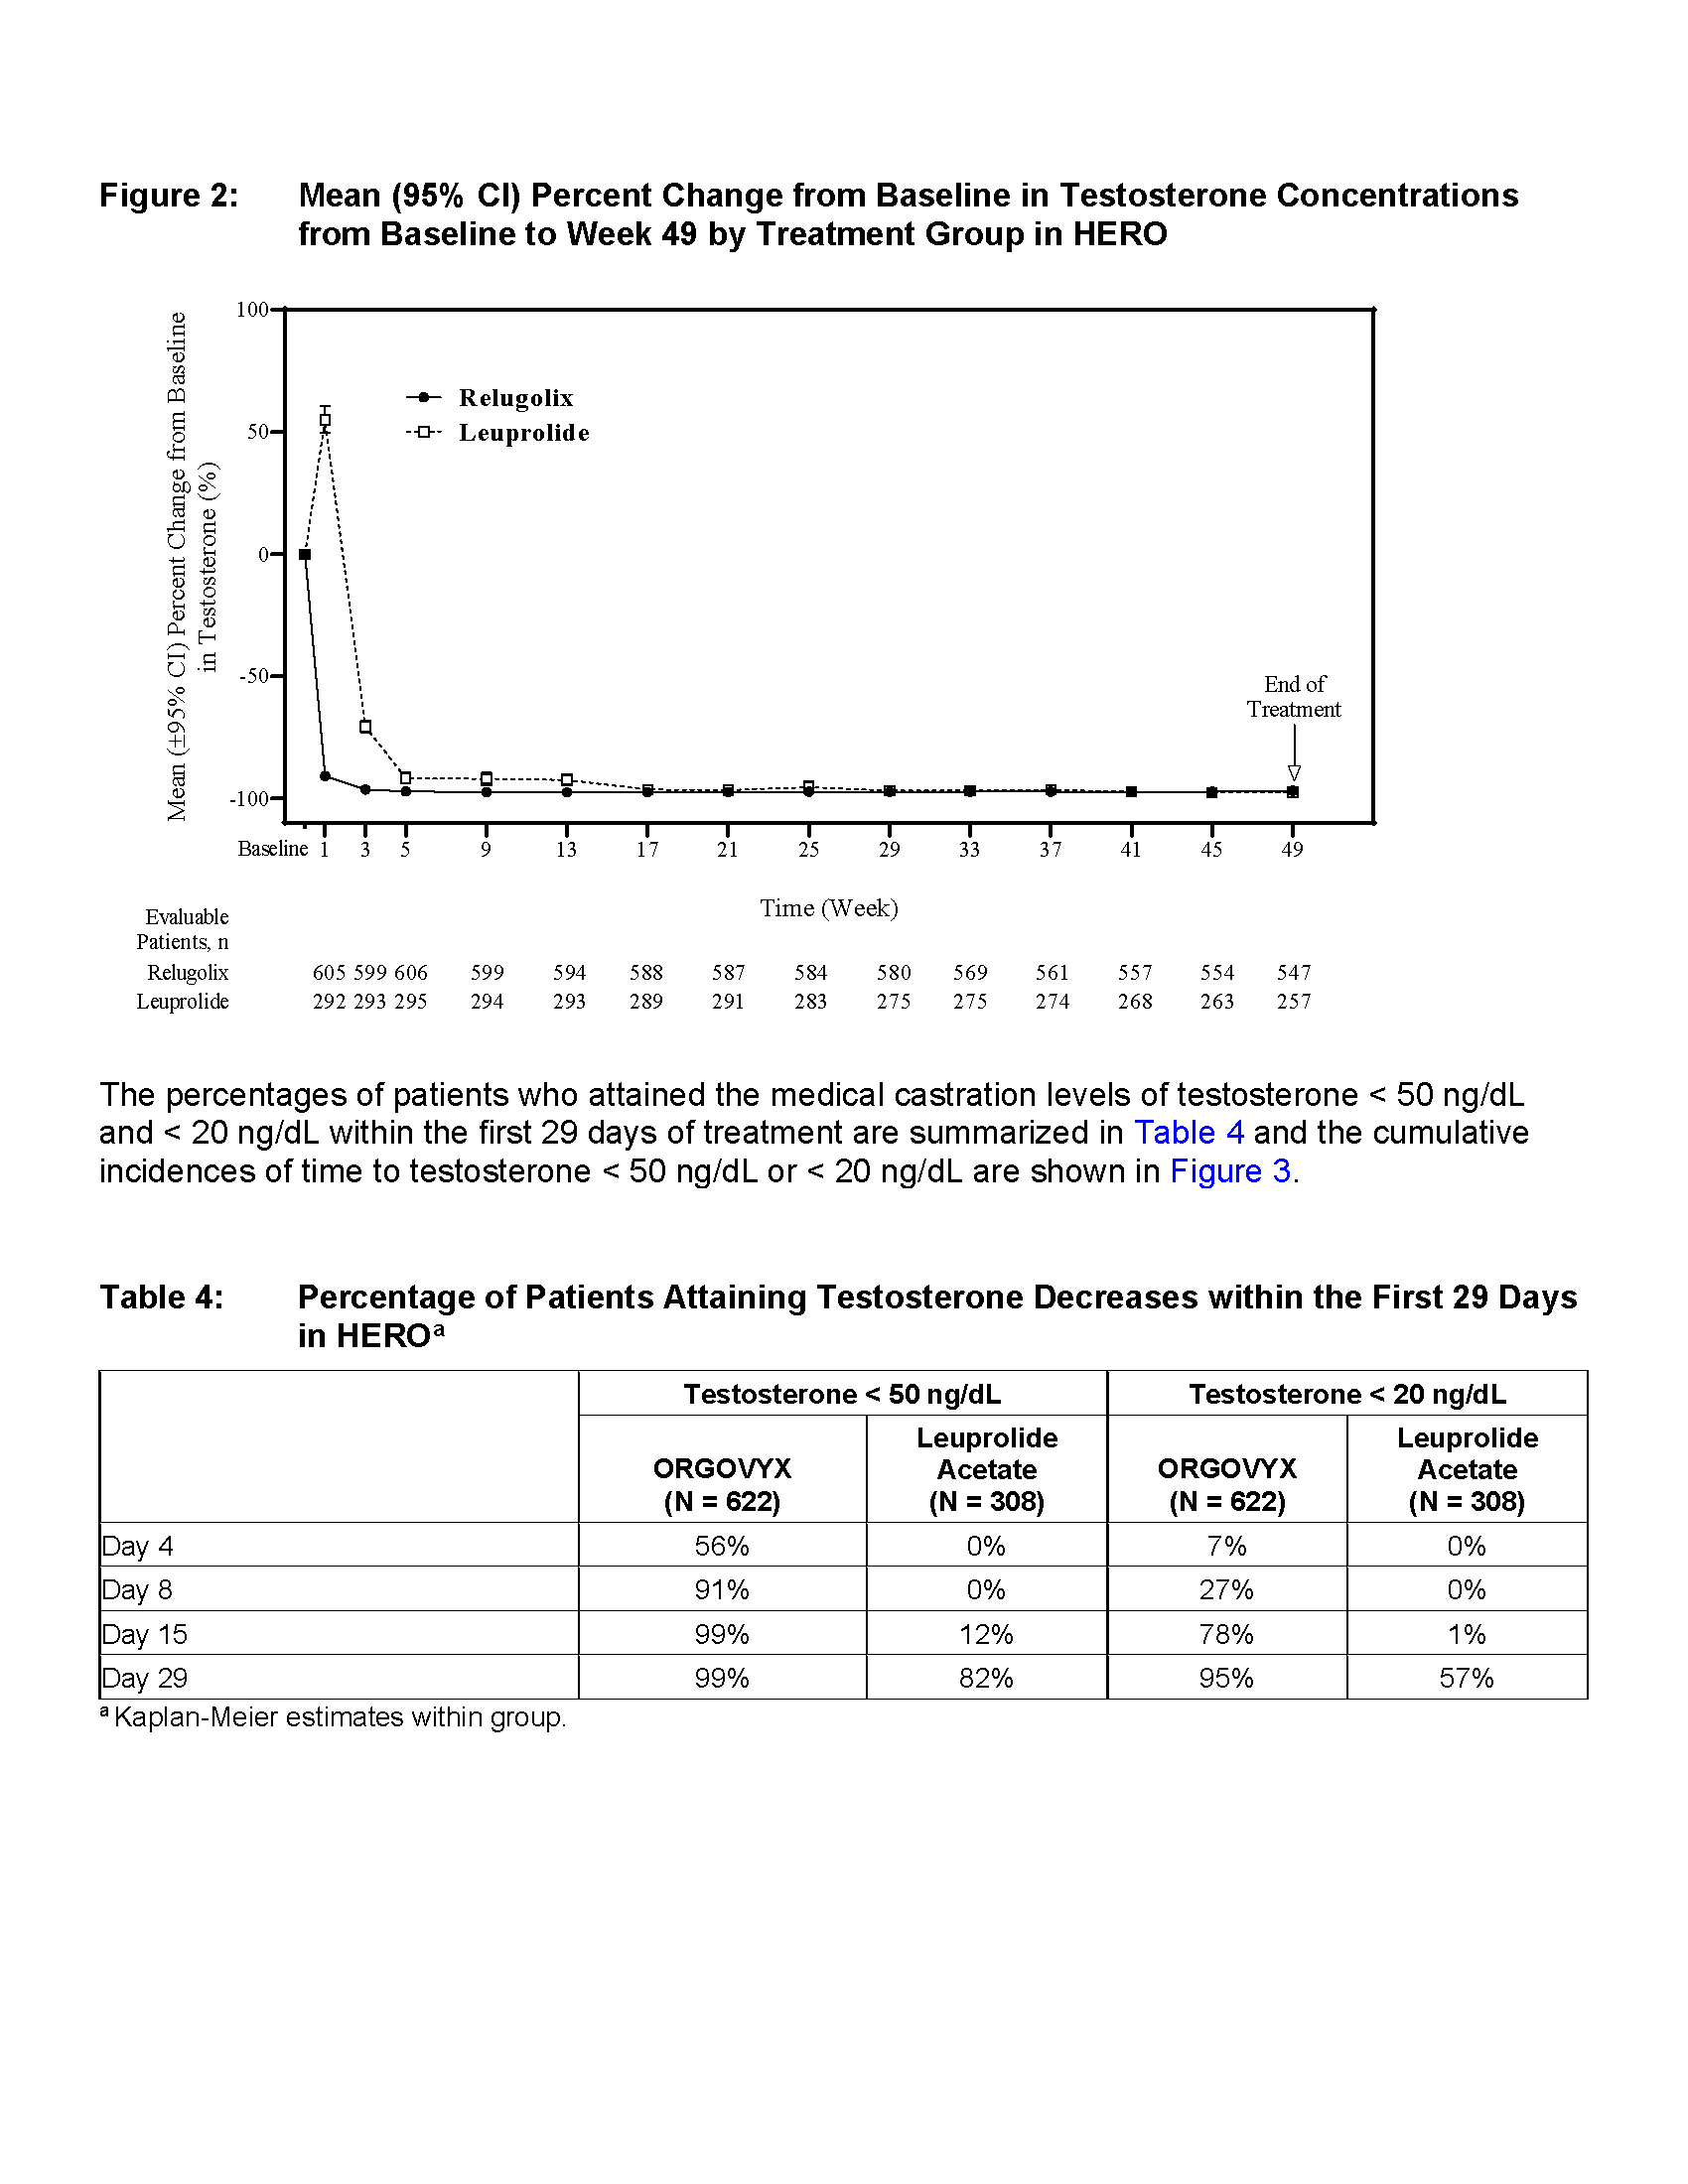 Figure 2: Mean (95% CI) Percent Change from Baseline in Testosterone Concentrations
from Baseline to Week 49 by Treatment Group in HERO
Mean (±95% CI) Percent Change from Baseline
in Testosterone (%)
100
50
0
-50
-100
Relugolix
Leuprolide
End of
Treatment
Baseline 1 3 5 9 13 17 21 25 29 33 37 41 45 49
Time (Week)
Evaluable
Patients, n
Relugolix 605 599 606 599 594 588 587 584 580 569 561 557 554 547
Leuprolide 292 293 295 294 293 289 291 283 275 275 274 268 263 257
The percentages of patients who attained the medical castration levels of testosterone < 50 ng/dL
and < 20 ng/dL within the first 29 days of treatment are summarized in Table 4 and the cumulative
incidences of time to testosterone < 50 ng/dL or < 20 ng/dL are shown in Figure 3.
Table 4: Percentage of Patients Attaining Testosterone Decreases within the First 29 Days
in HEROᵃ
Testosterone < 50 ng/dL Testosterone < 20 ng/dL
ORGOVYX
(N = 622)
Leuprolide
Acetate
(N = 308)
ORGOVYX
(N = 622)
Leuprolide
Acetate
(N = 308)
Day 4 56% 0% 7% 0%
Day 8 91% 0% 27% 0%
Day 15 99% 12% 78% 1%
Day 29 99% 82% 95% 57%
ᵃ Kaplan-Meier estimates within group.